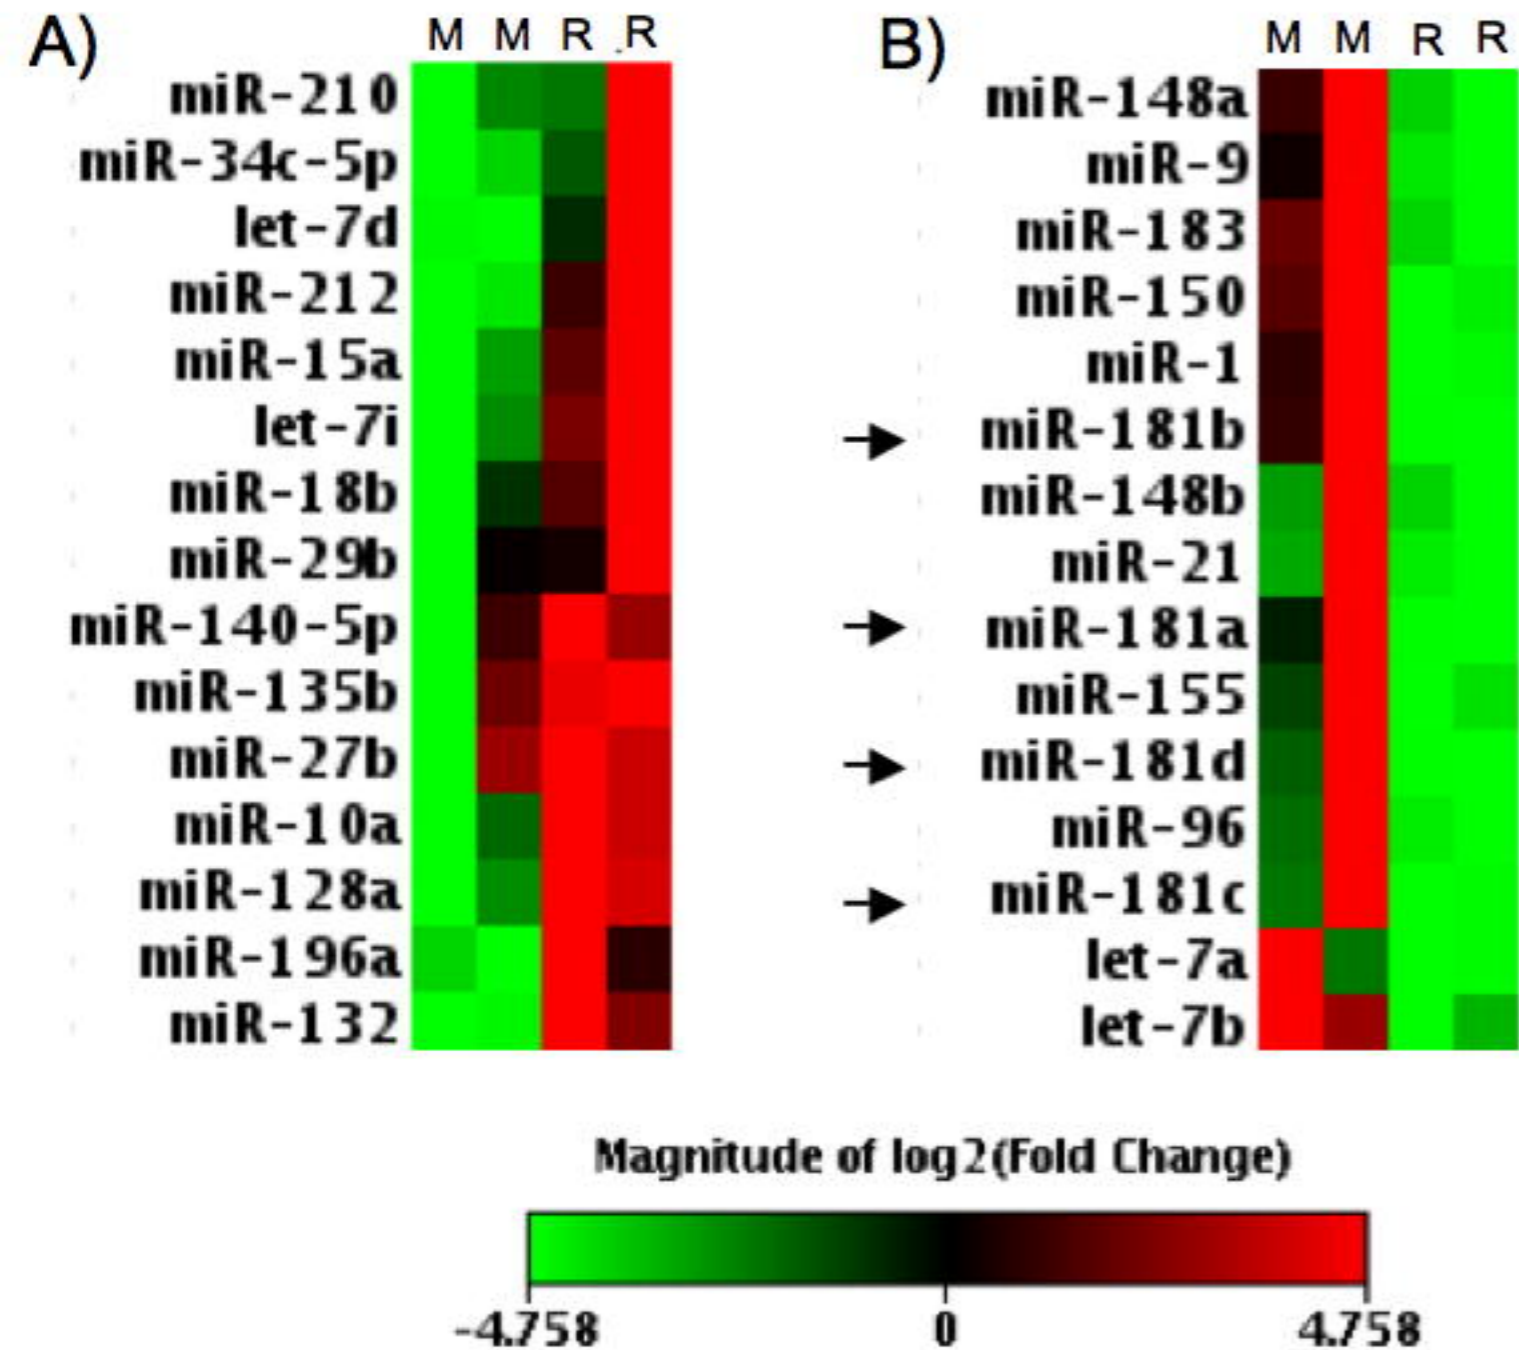 A) M M R R
miR-210
miR-34c-5p
let-7d
miR-212
miR-15a
let-7i
miR-18b
miR-29b
miR-140-5p
miR-135b
miR-27b
miR-10a
miR-128a
miR-196a
miR-132
B) M M R R
miR-148a
miR-9
miR-183
miR-150
miR-1
miR-181b
miR-148b
miR-21
miR-181a
miR-155
miR-181d
miR-96
miR-181c
let-7a
let-7b
Magnitude of log2(Fold Change)
-4.758 0 4.758